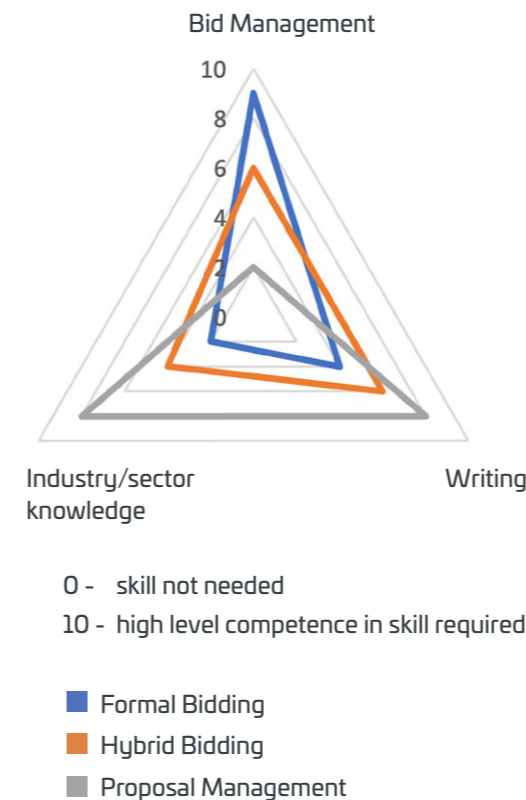 Bid Management
10
8
6
4
2
0
Industry/sector
knowledge
Writing
0 - skill not needed
10 - high level competence in skill required
Formal Bidding
Hybrid Bidding
Proposal Management